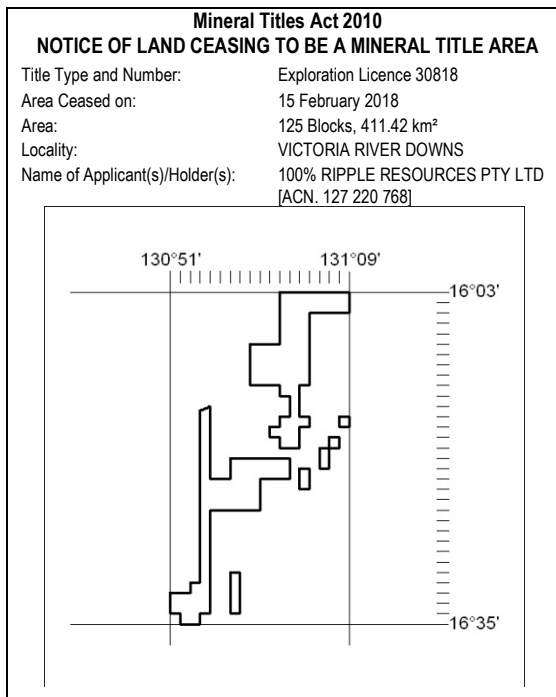 Mineral Titles Act 2010
NOTICE OF LAND CEASING TO BE A MINERAL TITLE AREA
Title Type and Number: Exploration Licence 30818
Area Ceased on: 15 February 2018
Area: 125 Blocks, 411.42 km²
Locality: VICTORIA RIVER DOWNS
Name of Applicant(s)/Holder(s): 100% RIPPLE RESOURCES PTY LTD
[ACN. 127 220 768]
130°51' 131°09'
16°03'
16°35'